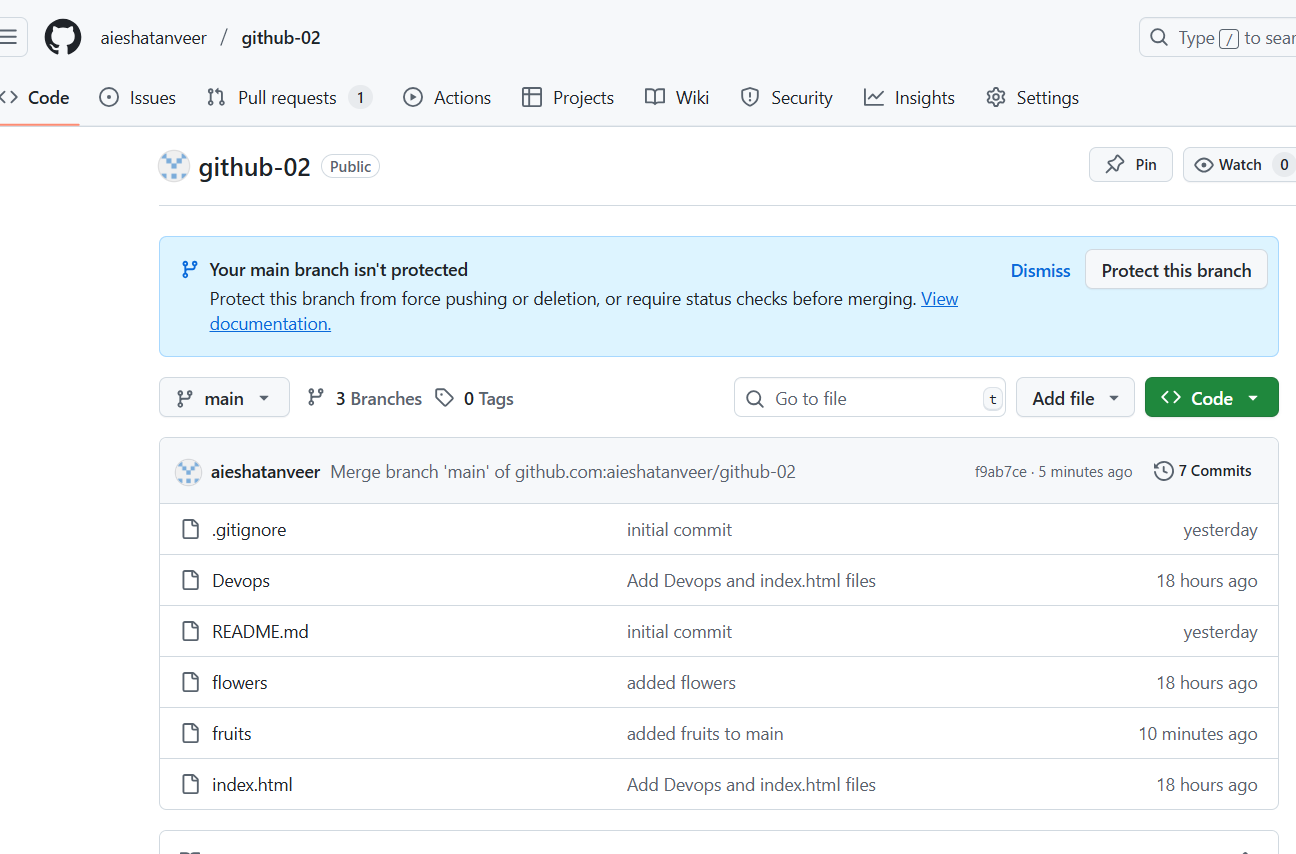 aieshatanveer / github-02
Type / to sear
Code Issues Pull requests 1 Actions Projects Wiki Security Insights Settings
github-02 Public Pin Watch 0
Your main branch isn't protected
Dismiss Protect this branch
Protect this branch from force pushing or deletion, or require status checks before merging. View
documentation.
main 3 Branches 0 Tags Go to file t Add file Code
aieshatanveer Merge branch 'main' of github.com:aieshatanveer/github-02 f9ab7ce · 5 minutes ago 7 Commits
.gitignore initial commit yesterday
Devops Add Devops and index.html files 18 hours ago
README.md initial commit yesterday
flowers added flowers 18 hours ago
fruits added fruits to main 10 minutes ago
index.html Add Devops and index.html files 18 hours ago